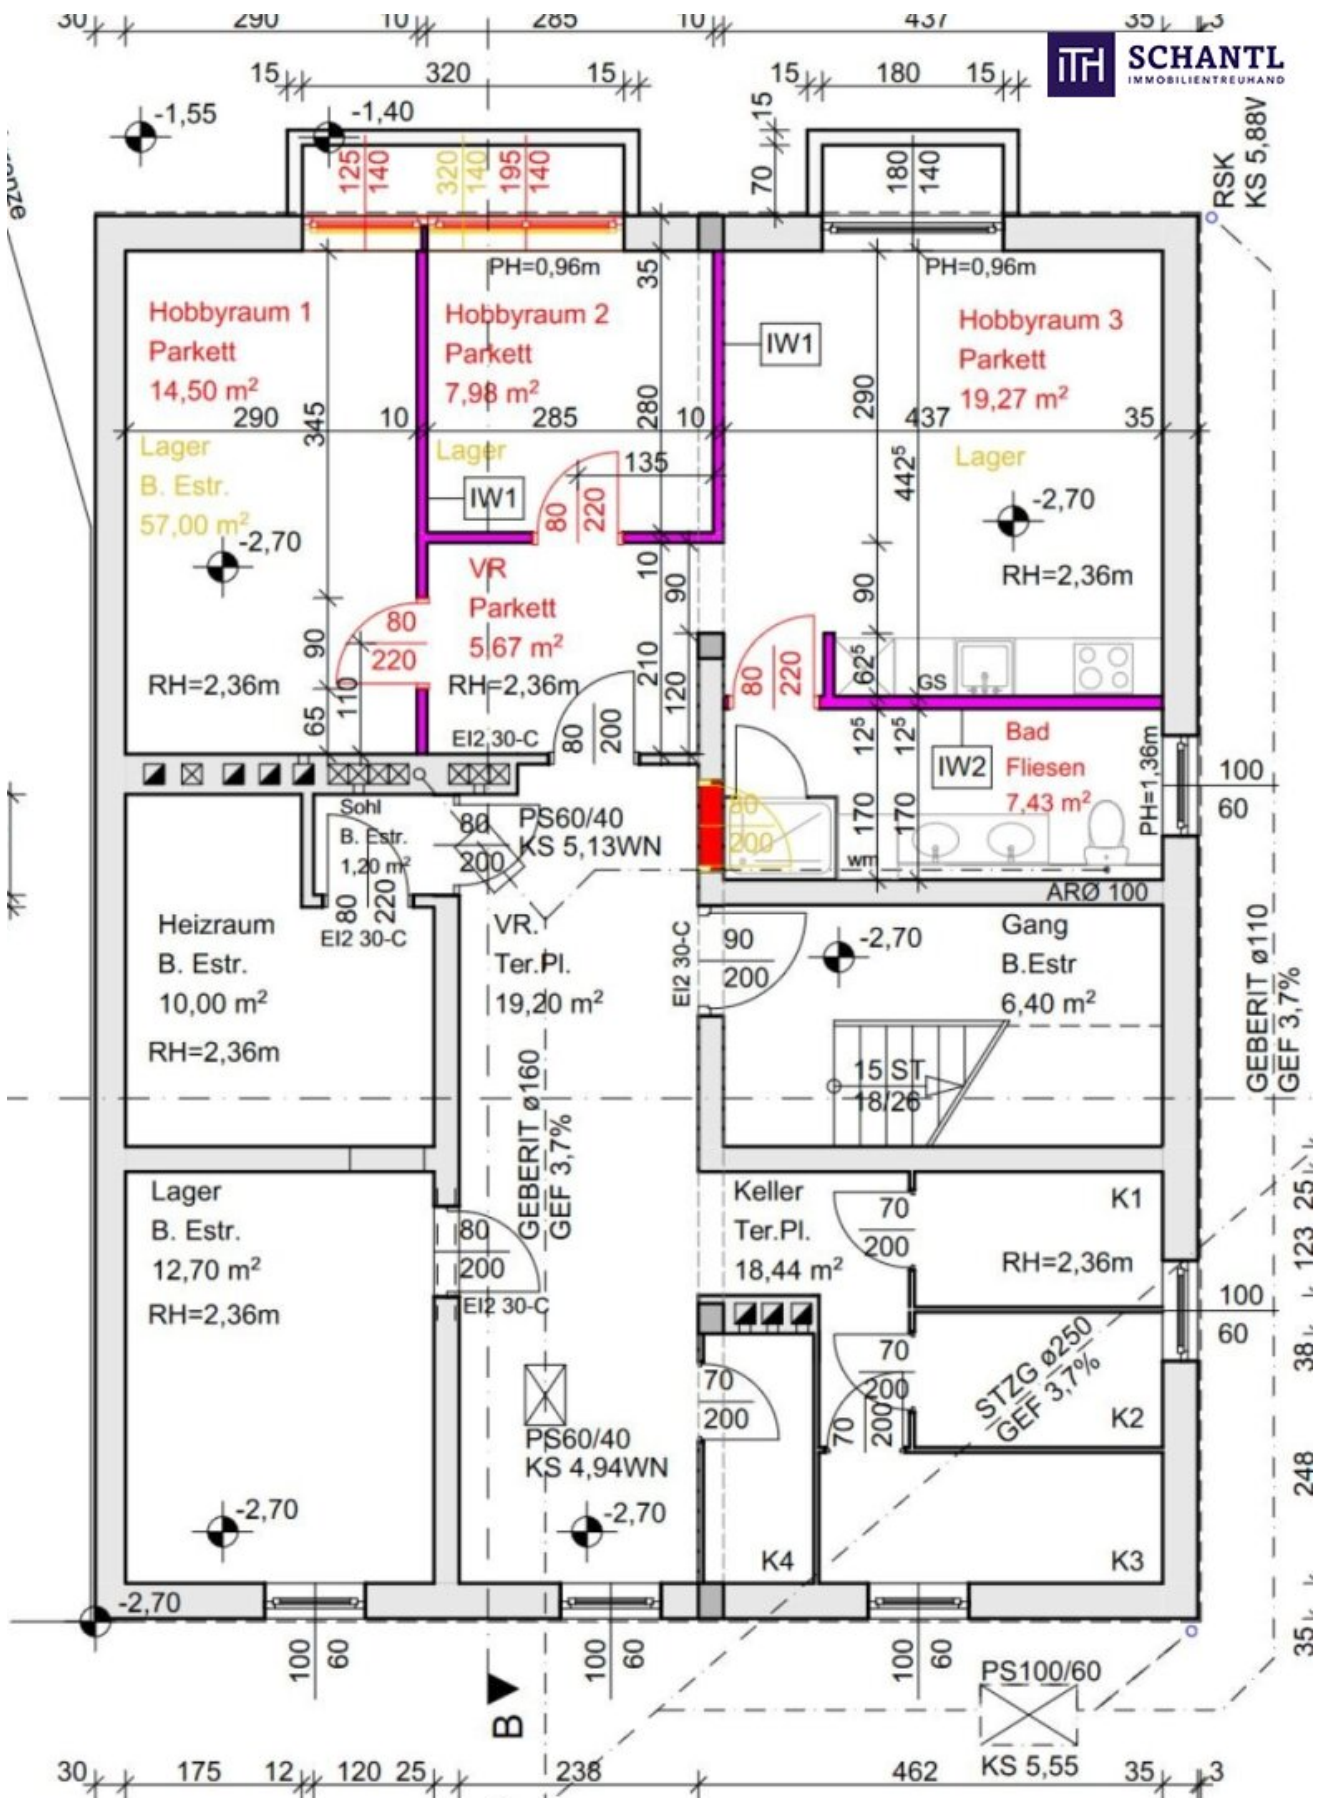 30 290 10 285 10 437 35 3
ITH SCHANTL
IMMOBILIENTREUHAND
15 320 15 15 180 15
-1,55 -1,40
15
70
RSK
KS 5,88V
125
140
320
140
195
140
180
140
PH=0,96m 35 PH=0,96m
Hobbyraum 1
Parkett
14,50 m²
Hobbyraum 2
Parkett
7,98 m²
IW1
Hobbyraum 3
Parkett
19,27 m²
290 10 285 10 437 35
345 280 290
Lager
B. Estr.
57,00 m²
-2,70
Lager
IW1
135
80
220
Lager
442⁵
-2,70
RH=2,36m
VR
Parkett
5,67 m²
RH=2,36m
EI2 30-C
10
90
210
120
90
80
220
90
110
65
RH=2,36m
80
200
80
220
62⁵
GS
12⁵
12⁵
IW2
Bad
Fliesen
7,43 m²
PH=1,36m
100
60
170
170
wm
80
200
ARØ 100
Sohl
B. Estr.
1,20 m²
80
200
PS60/40
KS 5,13WN
80
220
EI2 30-C
Heizraum
B. Estr.
10,00 m²
RH=2,36m
VR.
Ter.Pl.
19,20 m²
EI2 30-C
90
200
-2,70
Gang
B.Estr
6,40 m²
15 ST
18/26
GEBERIT ø110
GEF 3,7%
GEBERIT ø160
GEF 3,7%
Lager
B. Estr.
12,70 m²
RH=2,36m
80
200
EI2 30-C
Keller
Ter.Pl.
18,44 m²
70
200
K1
RH=2,36m
25
123
100
60
38
70
200
STZG ø250
GEF 3,7%
K2
70
200
70
200
PS60/40
KS 4,94WN
248
-2,70
-2,70
K4
K3
-2,70
35
100
60
100
60
100
60
B
PS100/60
KS 5,55
30 175 12 120 25 238 462 35 3